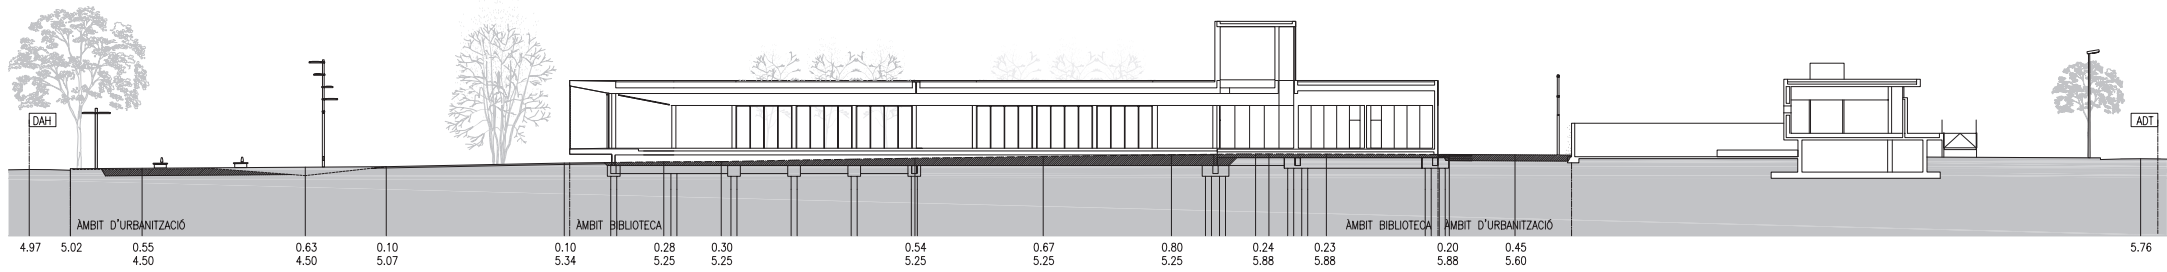 DAH
ADT
ÀMBIT D'URBANITZACIÓ
ÀMBIT BIBLIOTECA
ÀMBIT BIBLIOTECA
ÀMBIT D'URBANITZACIÓ
4.97 5.02 0.55 0.63 0.10 0.10 0.28 0.30 0.54 0.67 0.80 0.24 0.23 0.20 0.45 5.76
4.50 4.50 5.07 5.34 5.25 5.25 5.25 5.25 5.25 5.88 5.88 5.88 5.60